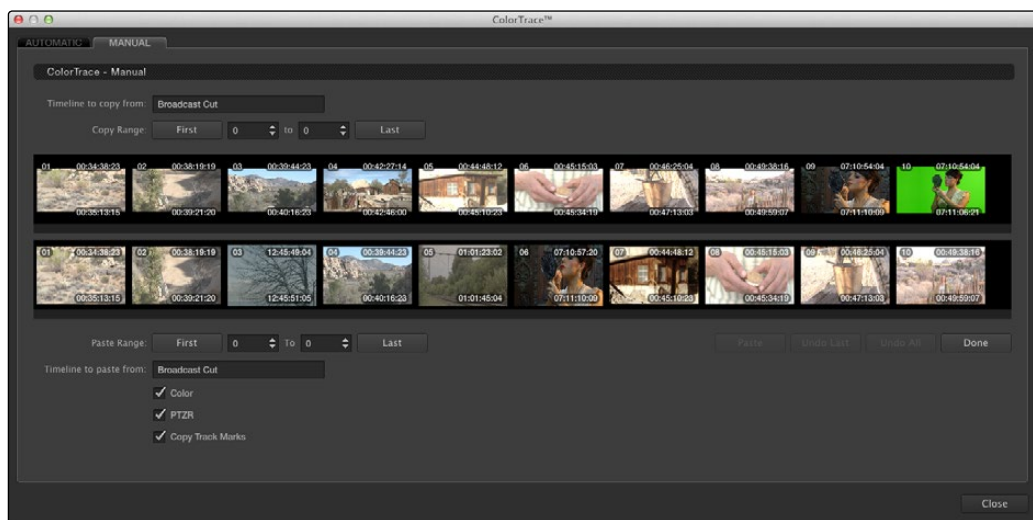 ColorTrace™
AUTOMATIC MANUAL
ColorTrace - Manual
Timeline to copy from: Broadcast Cut
Copy Range: First 0 to 0 Last
01 00:34:38:23 02 00:38:19:19 03 00:39:44:23 04 00:42:27:14 05 00:44:48:12 06 00:45:15:03 07 00:46:25:04 08 00:49:38:16 09 07:10:54:04 10 07:10:54:04
00:35:13:15 00:39:21:20 00:40:16:23 00:42:46:00 00:45:10:23 00:45:34:19 00:47:13:03 00:49:59:07 07:11:10:09 07:11:06:21
01 00:34:38:23 02 00:38:19:19 03 12:45:49:04 04 00:39:44:23 05 01:01:23:02 06 07:10:57:20 07 00:44:48:12 08 00:45:15:03 09 00:46:25:04 10 00:49:38:16
00:35:13:15 00:39:21:20 12:45:51:05 00:40:16:23 01:01:45:04 07:11:10:09 00:45:10:23 00:45:34:19 00:47:13:03 00:49:59:07
Paste Range: First 0 To 0 Last Paste Undo Last Undo All Done
Timeline to paste from: Broadcast Cut
Color
PTZR
Copy Track Marks
Close